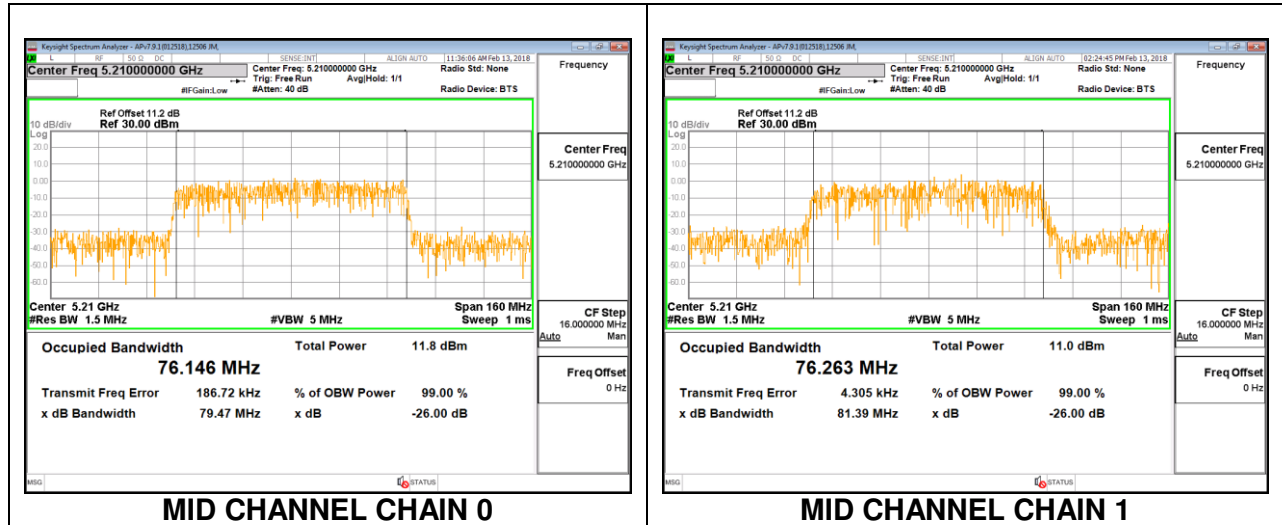 Keysight Spectrum Analyzer - APv7.9.1(012518),12506 JM,
L RF 50 Ω DC SENSE:INT ALIGN AUTO 11:36:06 AM Feb 13, 2018
Center Freq 5.210000000 GHz
Center Freq: 5.210000000 GHz Radio Std: None
Trig: Free Run Avg|Hold: 1/1
#IFGain:Low #Atten: 40 dB Radio Device: BTS
Frequency
Ref Offset 11.2 dB
10 dB/div Ref 30.00 dBm
Log
20.0
10.0
0.00
-10.0
-20.0
-30.0
-40.0
-50.0
-60.0
Center 5.21 GHz Span 160 MHz
#Res BW 1.5 MHz #VBW 5 MHz Sweep 1 ms
Center Freq
5.210000000 GHz
CF Step
16.000000 MHz
Auto Man
Freq Offset
0 Hz
Occupied Bandwidth Total Power 11.8 dBm
76.146 MHz
Transmit Freq Error 186.72 kHz % of OBW Power 99.00 %
x dB Bandwidth 79.47 MHz x dB -26.00 dB
MSG STATUS
MID CHANNEL CHAIN 0
Keysight Spectrum Analyzer - APv7.9.1(012518),12506 JM,
L RF 50 Ω DC SENSE:INT ALIGN AUTO 02:24:45 PM Feb 13, 2018
Center Freq 5.210000000 GHz
Center Freq: 5.210000000 GHz Radio Std: None
Trig: Free Run Avg|Hold: 1/1
#IFGain:Low #Atten: 40 dB Radio Device: BTS
Frequency
Ref Offset 11.2 dB
10 dB/div Ref 30.00 dBm
Log
20.0
10.0
0.00
-10.0
-20.0
-30.0
-40.0
-50.0
-60.0
Center 5.21 GHz Span 160 MHz
#Res BW 1.5 MHz #VBW 5 MHz Sweep 1 ms
Center Freq
5.210000000 GHz
CF Step
16.000000 MHz
Auto Man
Freq Offset
0 Hz
Occupied Bandwidth Total Power 11.0 dBm
76.263 MHz
Transmit Freq Error 4.305 kHz % of OBW Power 99.00 %
x dB Bandwidth 81.39 MHz x dB -26.00 dB
MSG STATUS
MID CHANNEL CHAIN 1